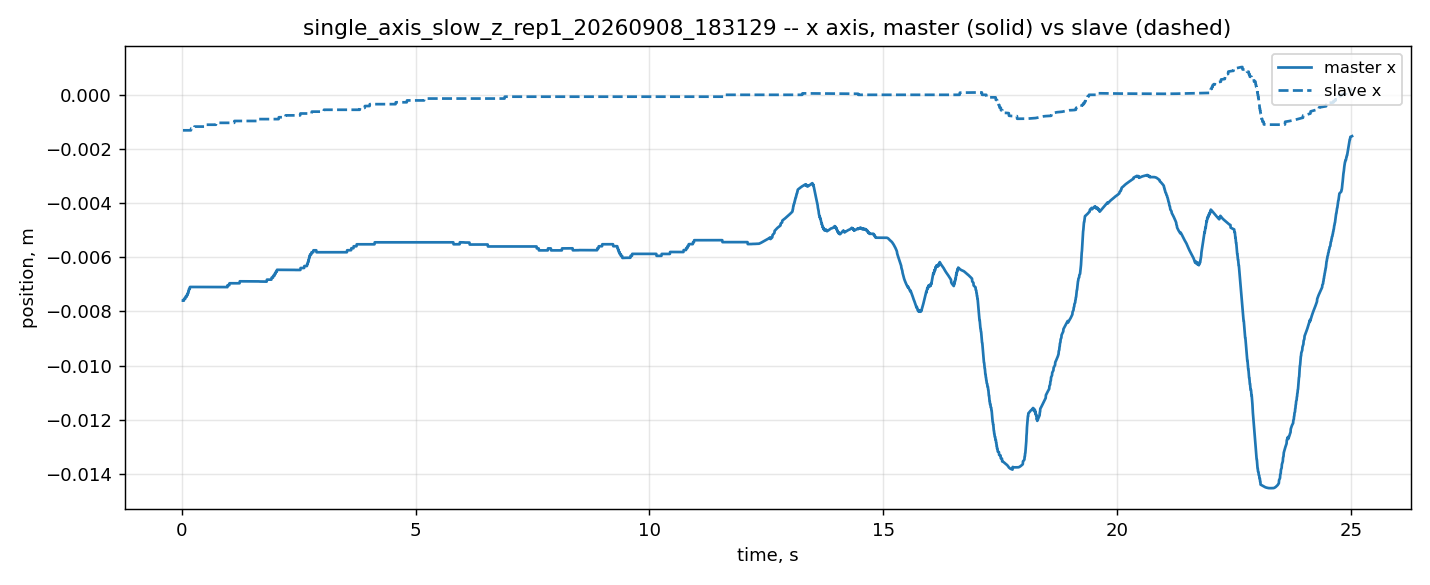 single_axis_slow_z_rep1_20260908_183129 -- x axis, master (solid) vs slave (dashed)
master x
slave x
0.000
−0.002
−0.004
−0.006
−0.008
−0.010
−0.012
−0.014
position, m
0 5 10 15 20 25
time, s